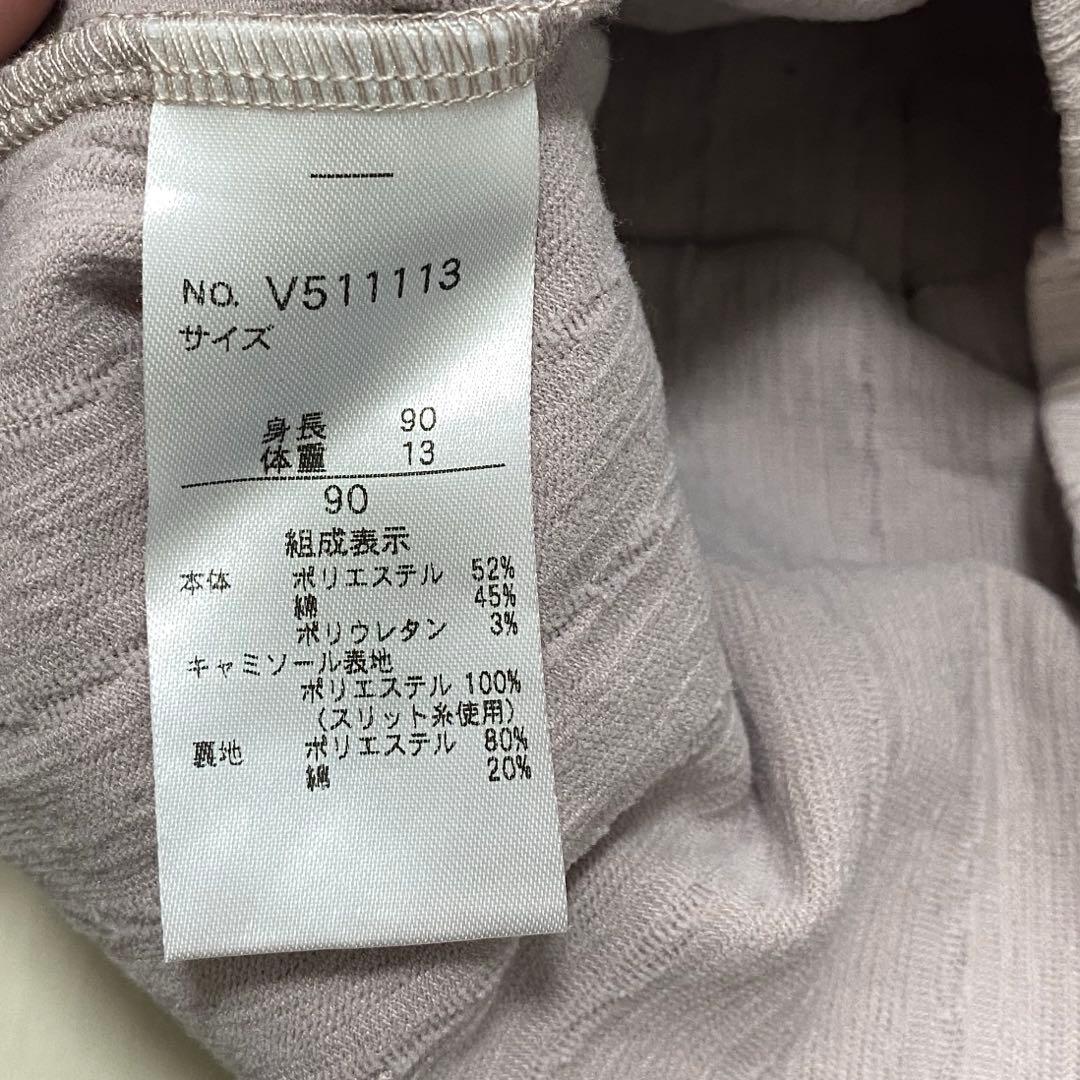 NO. V511113
サイズ
身長 90
体重 13
90
組成表示
本体 ポリエステル 52%
綿 45%
ポリウレタン 3%
キャミソール表地
ポリエステル 100%
(スリット糸使用)
裏地 ポリエステル 80%
綿 20%